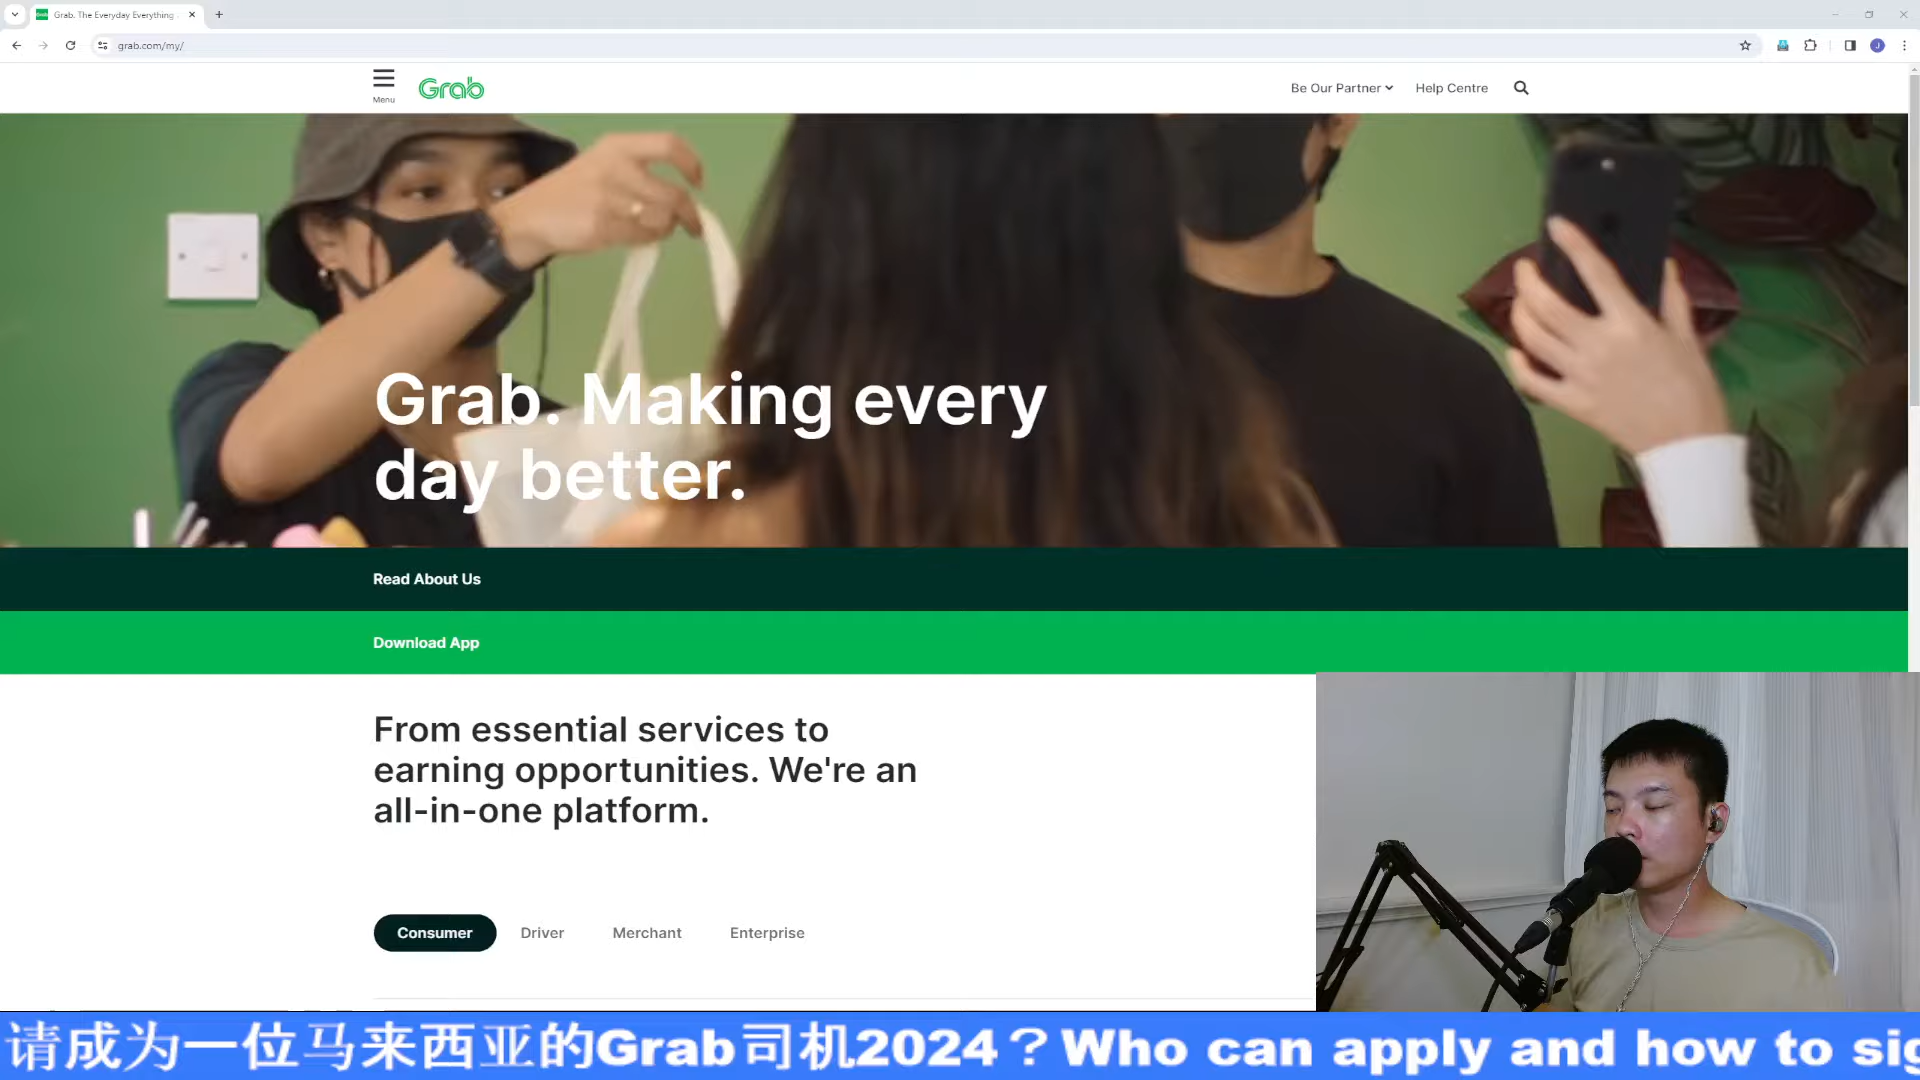 Grab. The Everyday Everything
grab.com/my/
Menu
Grab
Be Our Partner
Help Centre
Grab. Making every
day better.
Read About Us
Download App
From essential services to
earning opportunities. We're an
all-in-one platform.
Consumer
Driver
Merchant
Enterprise
请成为一位马来西亚的Grab司机2024？Who can apply and how to sig